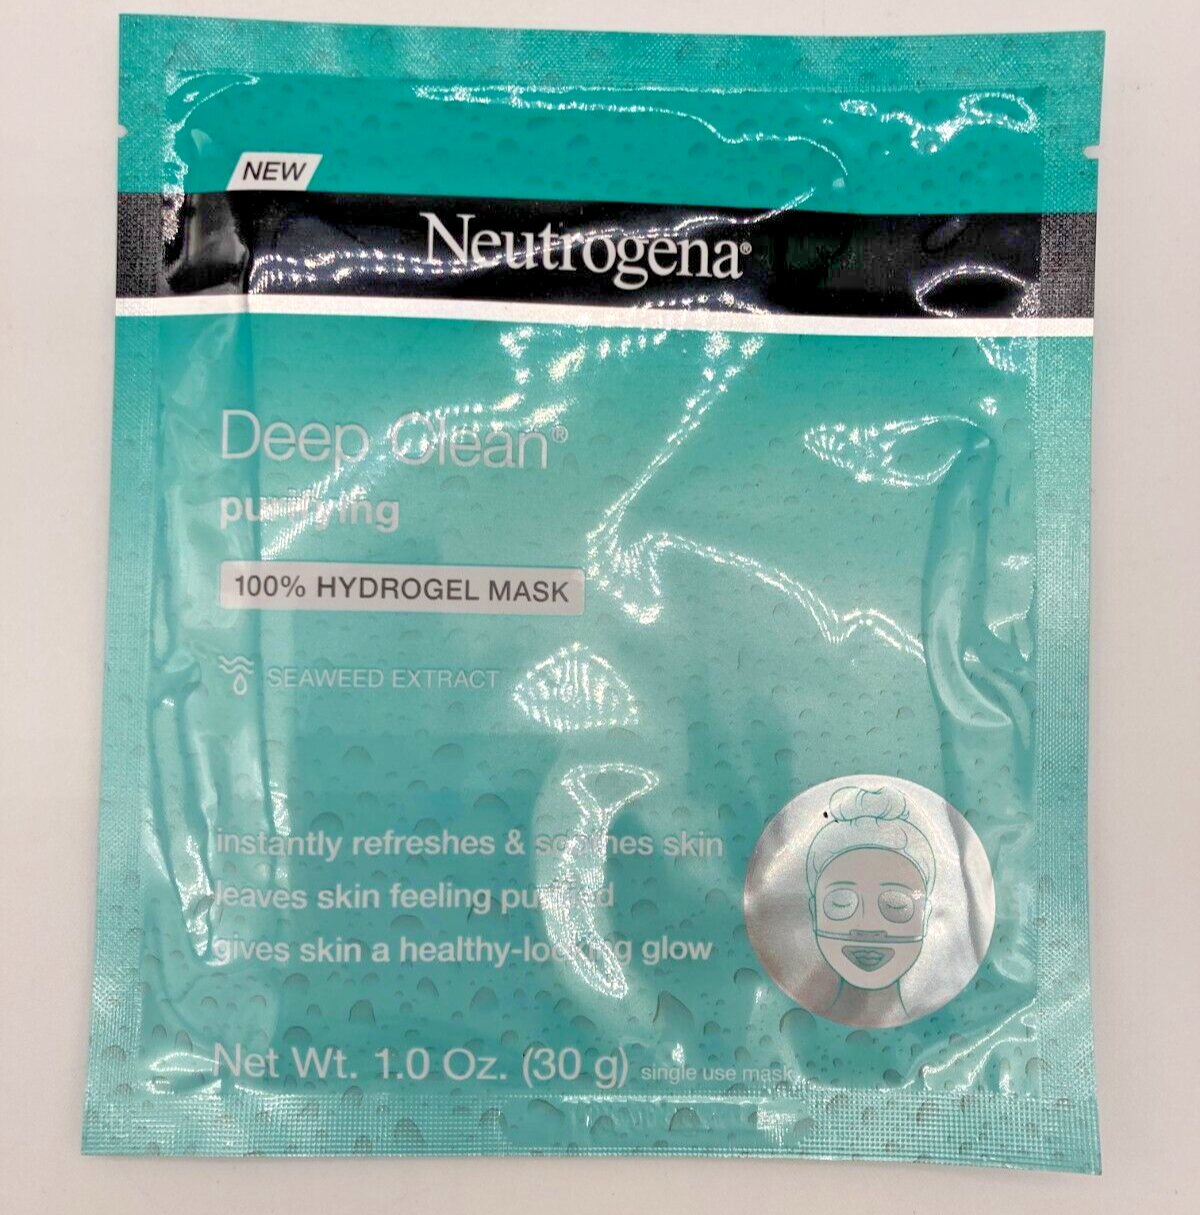 NEW
Neutrogena®
Deep Clean®
purifying
100% HYDROGEL MASK
SEAWEED EXTRACT
instantly refreshes & soothes skin
leaves skin feeling purified
gives skin a healthy-looking glow
Net Wt. 1.0 Oz. (30 g) single use mask